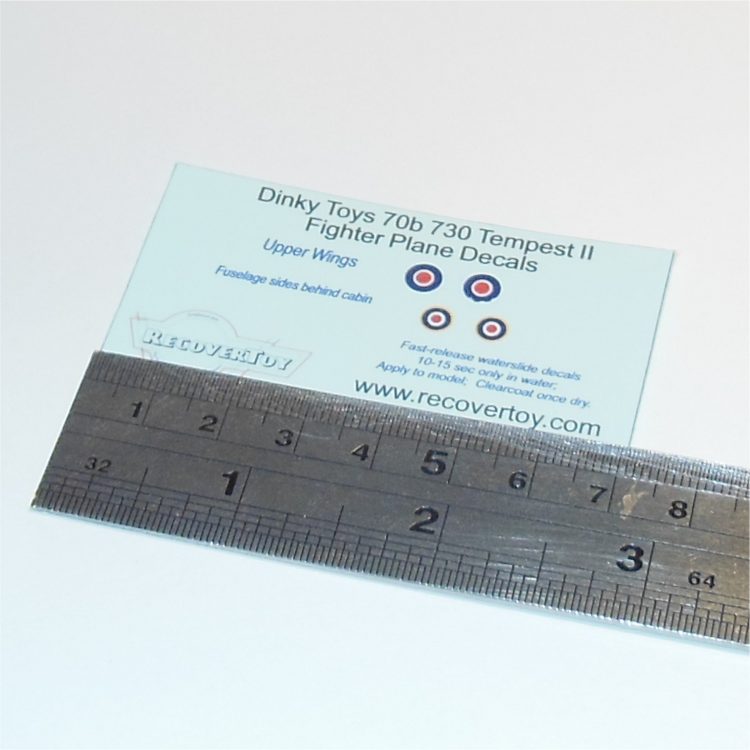 Dinky Toys 70b 730 Tempest II
Fighter Plane Decals
Upper Wings
Fuselage sides behind cabin
RECOVERTOY
Fast-release waterslide decals
10-15 sec only in water;
Apply to model; Clearcoat once dry.
www.recovertoy.com
1 2 3 4 5 6 7 8
32 1 2 3 64